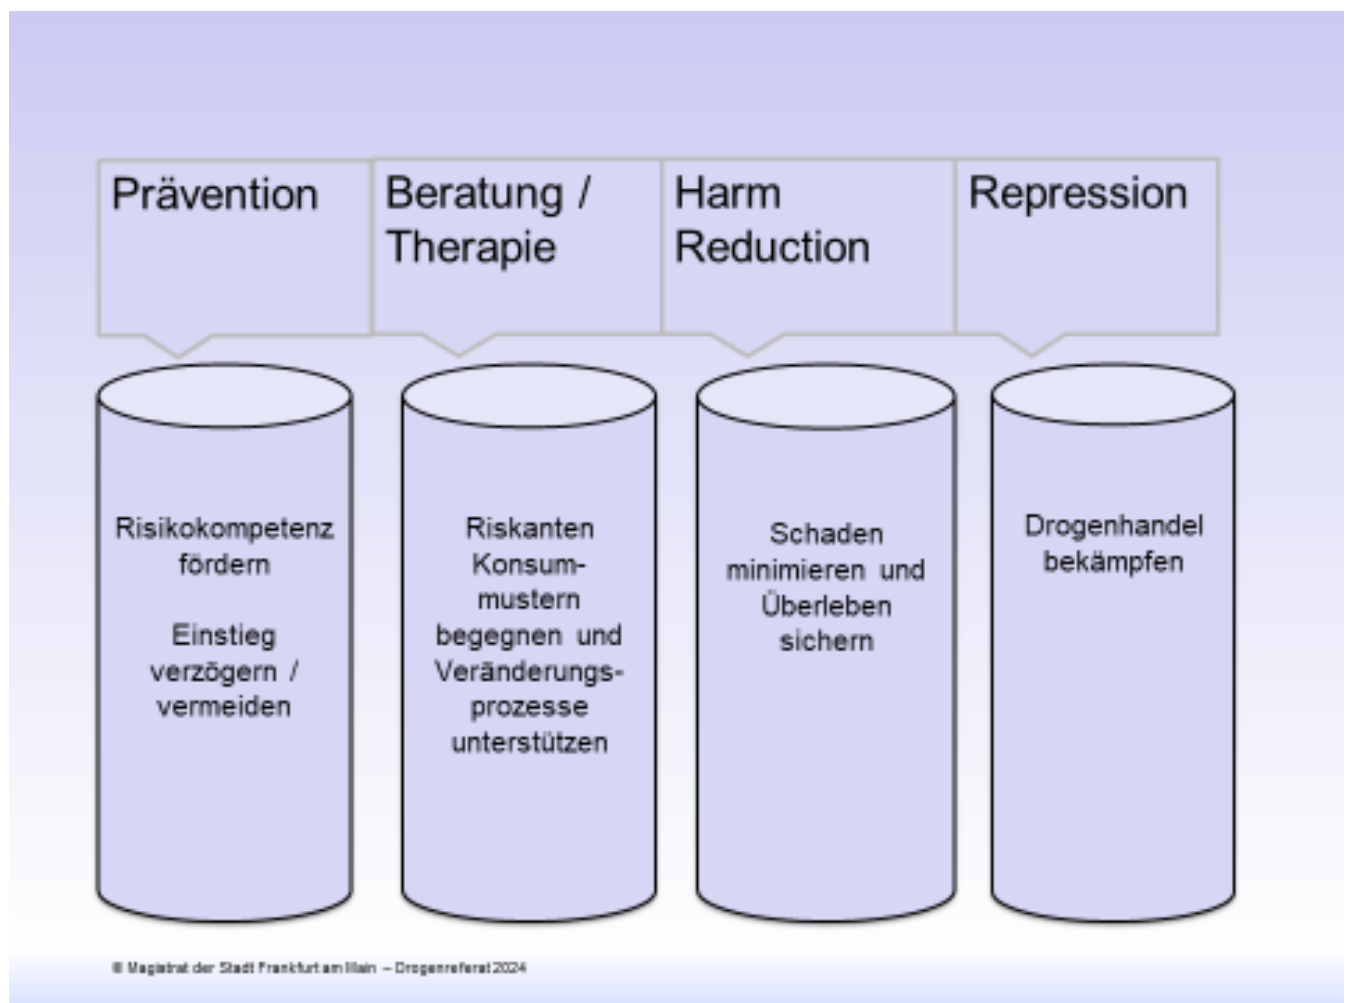 Prävention
Beratung /
Therapie
Harm
Reduction
Repression
Risikokompetenz
fördern
Einstieg
verzögern /
vermeiden
Riskanten
Konsum-
mustern
begegnen und
Veränderungs-
prozesse
unterstützen
Schaden
minimieren und
Überleben
sichern
Drogenhandel
bekämpfen
© Magistrat der Stadt Frankfurt am Main – Drogenreferat 2024